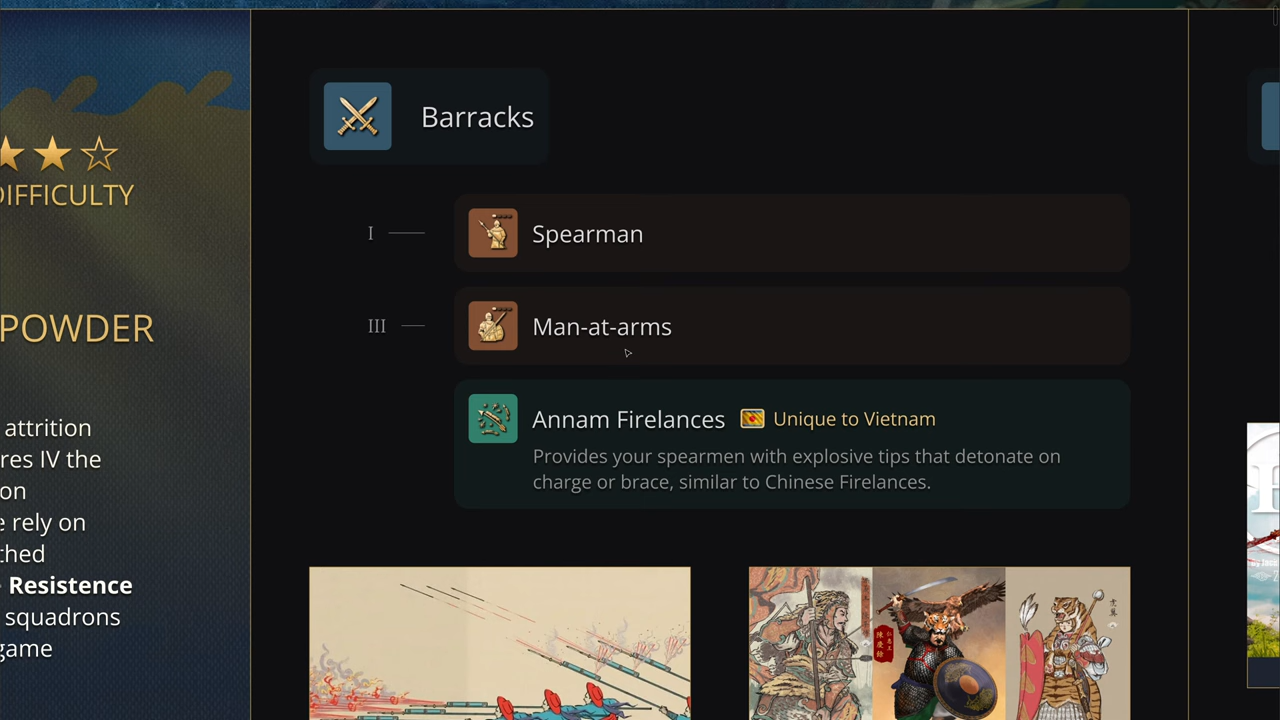 DIFFICULTY
POWDER
attrition
res IV the
on
e rely on
ched
Resistence
squadrons
game
Barracks
I
Spearman
III
Man-at-arms
Annam Firelances
Unique to Vietnam
Provides your spearmen with explosive tips that detonate on
charge or brace, similar to Chinese Firelances.